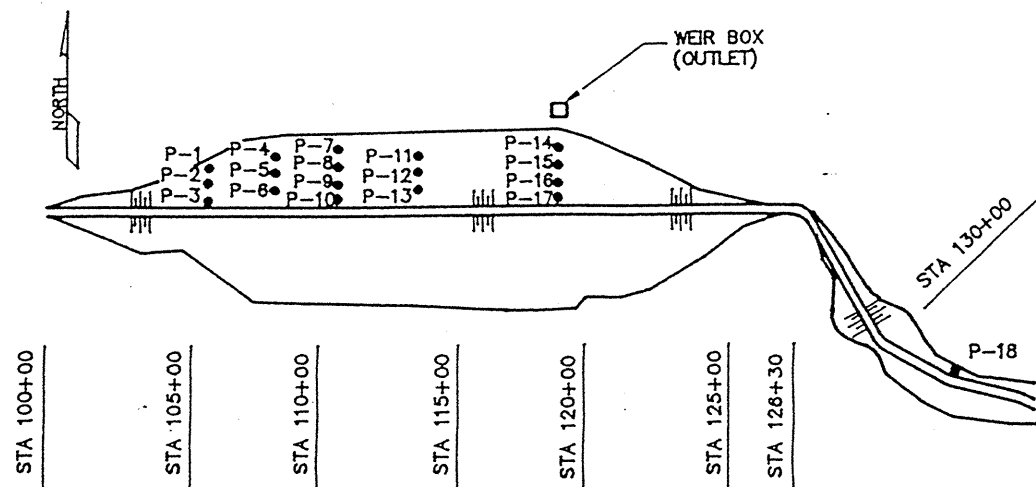 WEIR BOX
(OUTLET)
NORTH
P-1
P-2
P-3
P-4
P-5
P-6
P-7
P-8
P-9
P-10
P-11
P-12
P-13
P-14
P-15
P-16
P-17
STA 130+00
P-18
STA 100+00
STA 105+00
STA 110+00
STA 115+00
STA 120+00
STA 125+00
STA 128+30